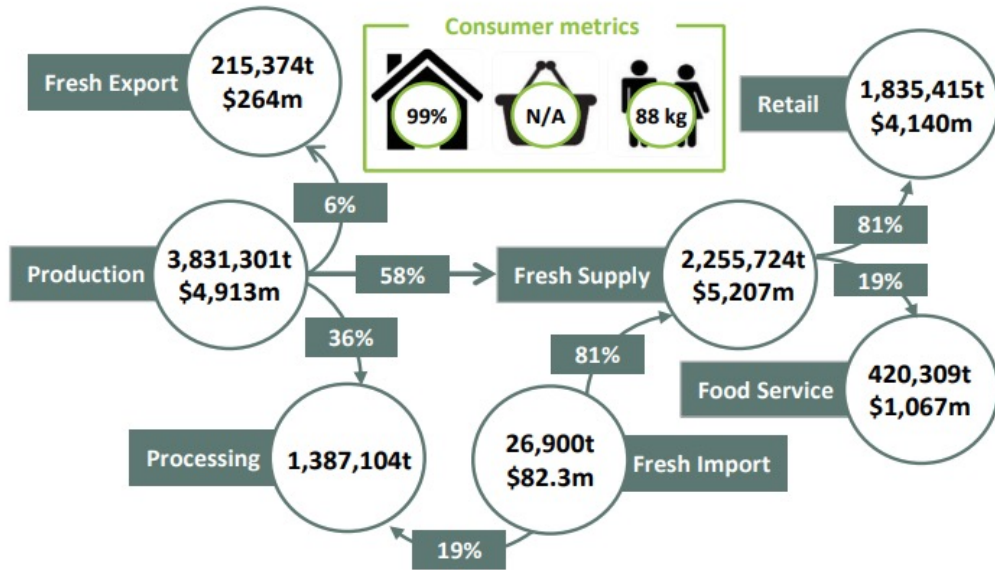 Consumer metrics
99%
N/A
88 kg
Fresh Export
215,374t
$264m
Retail
1,835,415t
$4,140m
6%
81%
Production
3,831,301t
$4,913m
58%
Fresh Supply
2,255,724t
$5,207m
19%
36%
81%
Food Service
420,309t
$1,067m
Processing
1,387,104t
26,900t
$82.3m
Fresh Import
19%